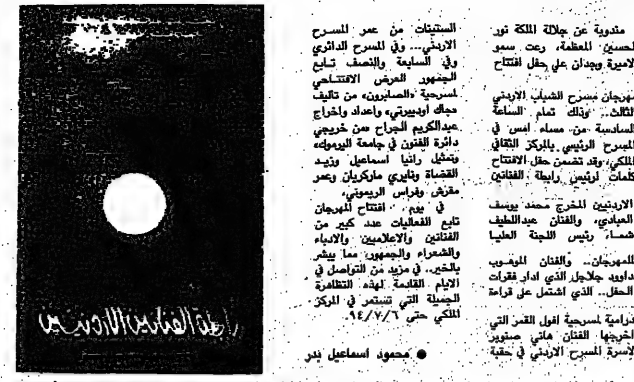 مندوبة عن جلالة الملكة نور
الحسين المعظمة، رعت سمو
الاميرة وجدان علي حفل افتتاح
مهرجان مسرح الشباب الاردني
الثالث.. وذلك تمام الساعة
السادسة من مساء امس في
المسرح الرئيسي بالمركز الثقافي
الملكي، وقد تضمن حفل الافتتاح
كلمات لرئيس رابطة الفنانين
الاردنيين المخرج محمد يوسف
العبادي، والفنان عبداللطيف
شما، رئيس اللجنة العليا
للمهرجان.. والفنان الموهوب
داوود جلاجل الذي ادار فقرات
الحفل.. الذي اشتمل على قراءة
درامية لمسرحية افول القمر التي
اخرجها الفنان هاني صنوبر
لاسرة المسرح الاردني في حقبة
الستينات من عمر المسرح
الاردني... وفي المسرح الدائري
وفي السابعة والنصف تابع
الجمهور العرض الافتتاحي
لمسرحية «الصابرون» من تأليف
جاك اوديبرتي، واعداد واخراج
عبدالكريم الجراح من خريجي
دائرة الفنون في جامعة اليرموك،
وتمثيل رانيا اسماعيل وزيد
القضاة ونايري ماركريان وعمر
مقرش وفراس الريموني،
في يوم افتتاح المهرجان
تابع الفعاليات عدد كبير من
الفنانين والاعلاميين والادباء
والشعراء والجمهور، مما يبشر
بالخير.. في مزيد من التواصل في
الايام القادمة لهذه التظاهرة
الجميلة التي تستمر في المركز
الملكي حتى ٩٤/٧/٦.
● محمود اسماعيل بدر
رابطة الفنانين الاردنيين